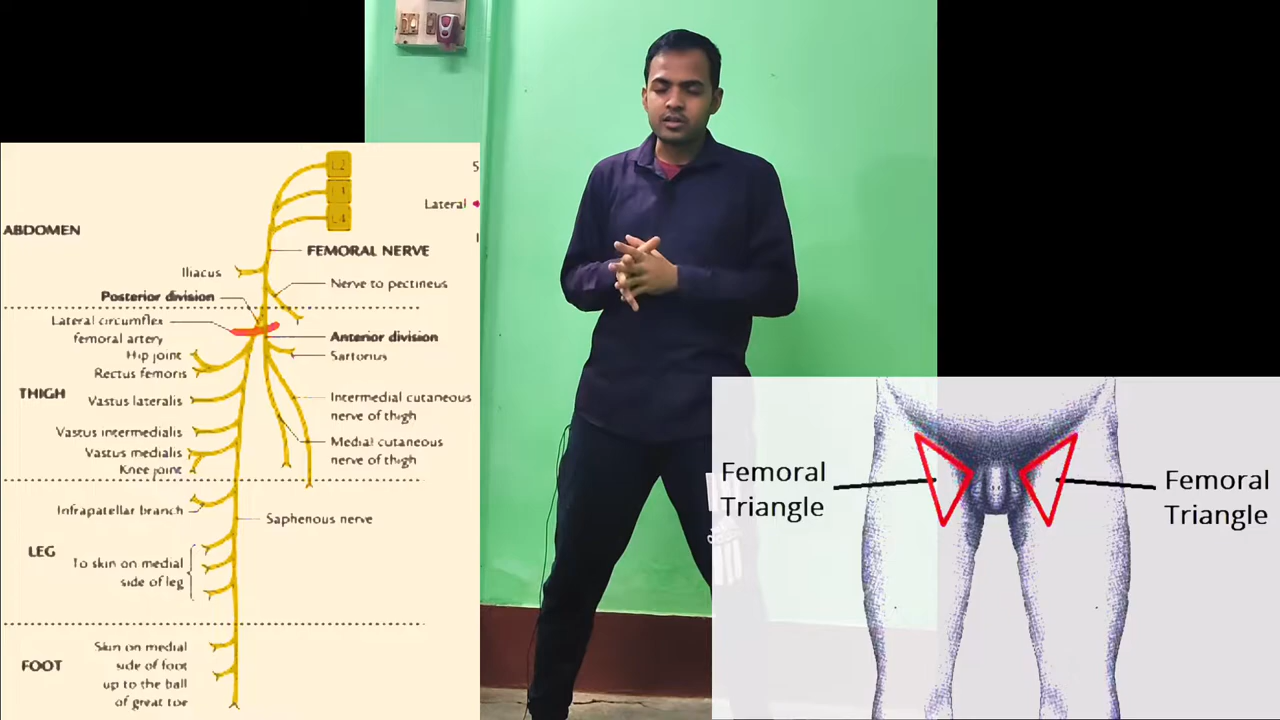 L2
L3
L4
ABDOMEN
FEMORAL NERVE
Iliacus
Nerve to pectineus
Posterior division
Lateral circumflex
femoral artery
Anterior division
Hip joint
Sartorius
Rectus femoris
THIGH
Vastus lateralis
Intermedial cutaneous
nerve of thigh
Vastus intermedialis
Vastus medialis
Medial cutaneous
nerve of thigh
Knee joint
Infrapatellar branch
Saphenous nerve
LEG
To skin on medial
side of leg
FOOT
Skin on medial
side of foot
up to the ball
of great toe
Lateral
Femoral
Triangle
Femoral
Triangle